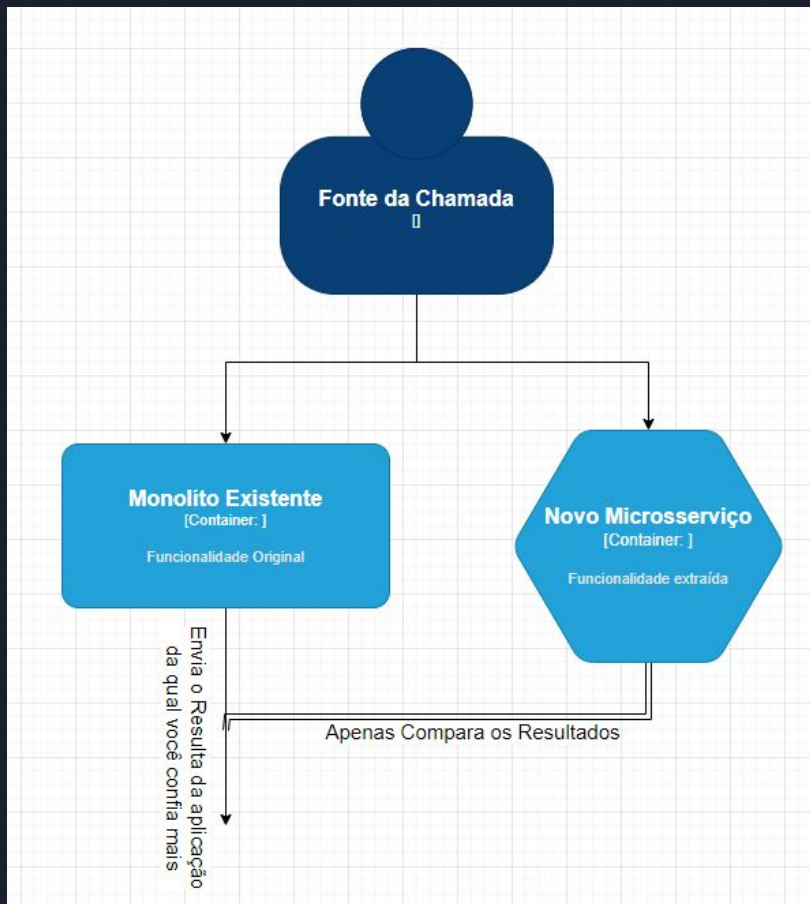 Fonte da Chamada
[]
Monolito Existente
[Container: ]
Funcionalidade Original
Novo Microsserviço
[Container: ]
Funcionalidade extraída
Envia o Resulta da aplicação
da qual você confia mais
Apenas Compara os Resultados